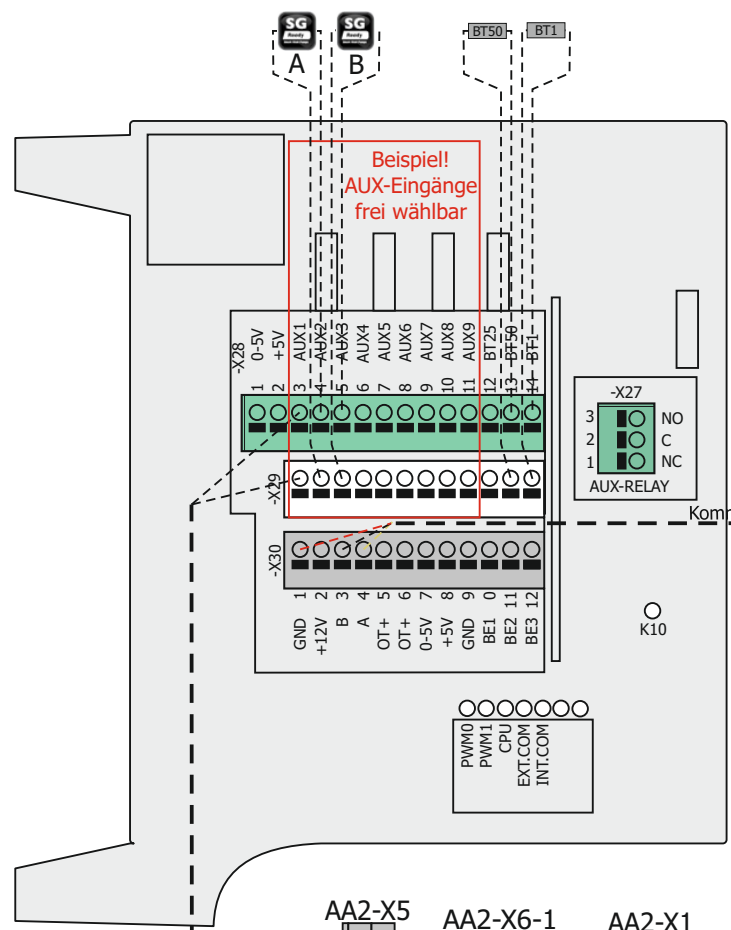 SG
Ready
SG
Ready
A
B
BT50
BT1
Beispiel!
AUX-Eingänge
frei wählbar
-X28
0-5V
+5V
AUX1
AUX2
AUX3
AUX4
AUX5
AUX6
AUX7
AUX8
AUX9
BT25
BT50
BT1
1
2
3
4
5
6
7
8
9
10
11
12
13
14
-X27
3
NO
2
C
1
NC
AUX-RELAY
-X29
Komm
-X30
1
2
3
4
5
6
7
8
9
0
11
12
GND
+12V
B
A
OT+
OT+
0-5V
+5V
GND
BE1
BE2
BE3
K10
PWM0
PWM1
CPU
EXT.COM
INT.COM
AA2-X5
AA2-X6-1
AA2-X1